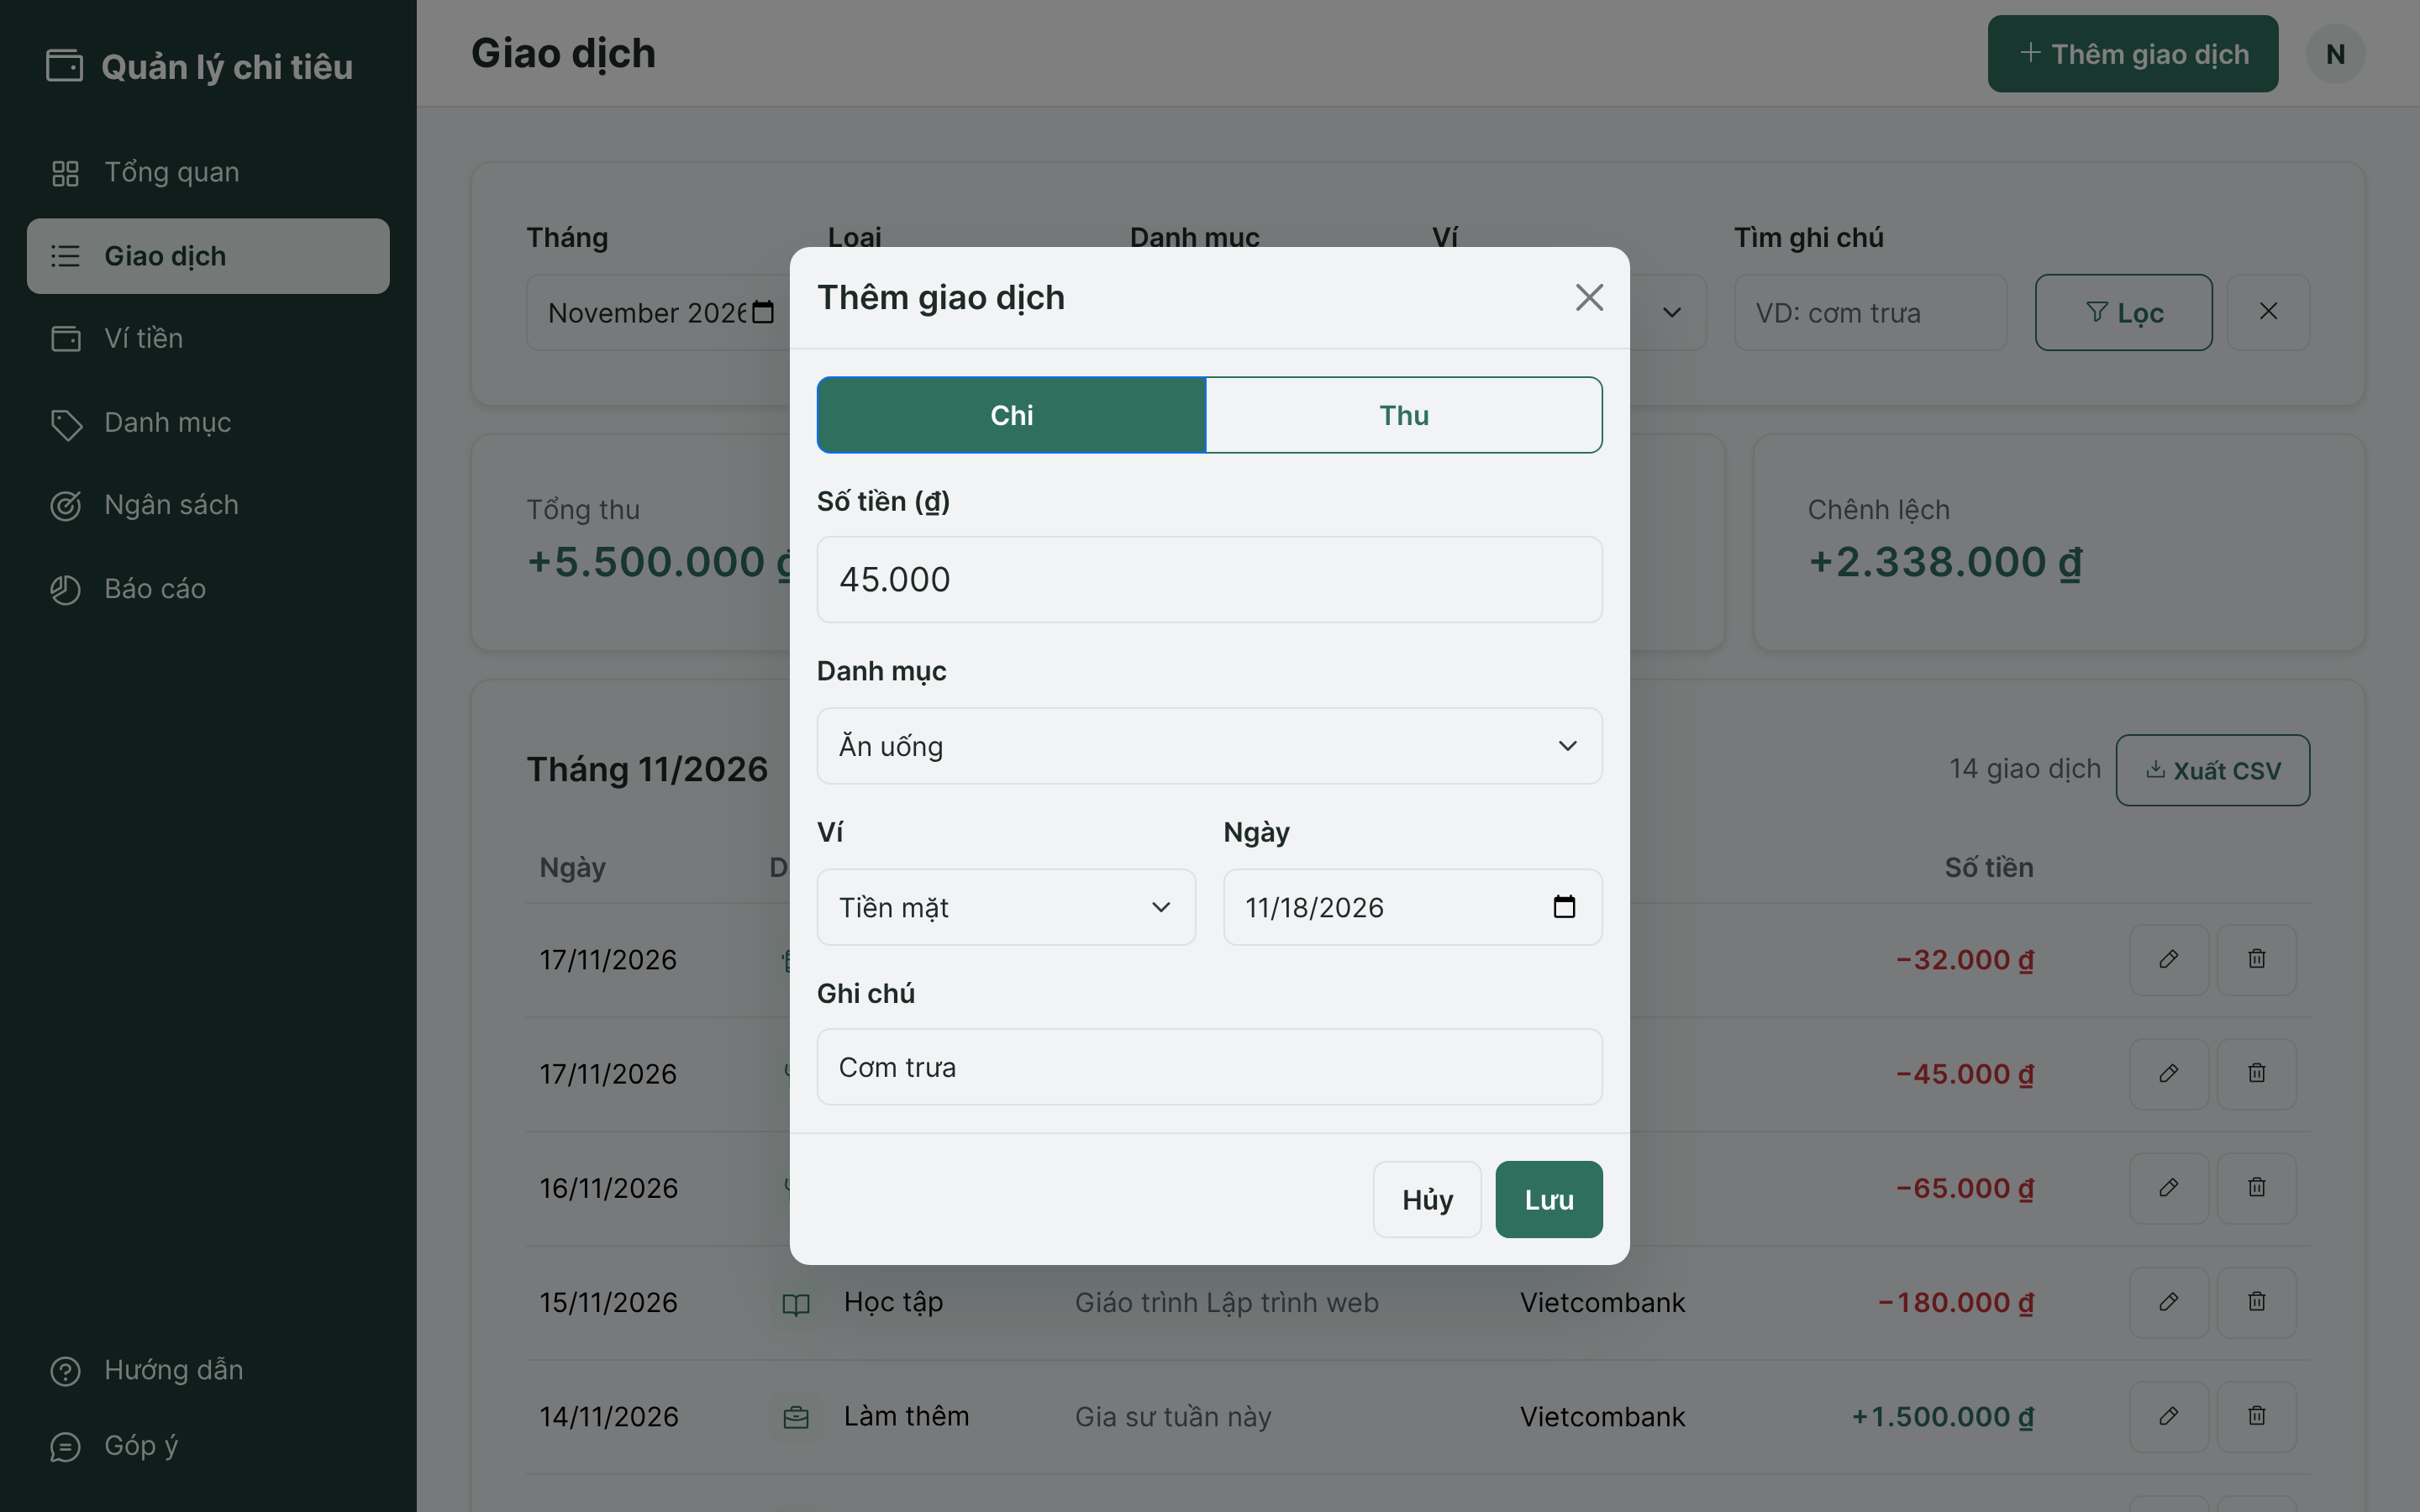 Quản lý chi tiêu
Tổng quan
Giao dịch
Ví tiền
Danh mục
Ngân sách
Báo cáo
Hướng dẫn
Góp ý
Giao dịch
Thêm giao dịch
N
Tháng
Loại
Danh mục
Ví
Tìm ghi chú
November 2026
VD: cơm trưa
Lọc
Tổng thu
+5.500.000 ₫
Chênh lệch
+2.338.000 ₫
Tháng 11/2026
14 giao dịch
Xuất CSV
Ngày
Số tiền
17/11/2026
−32.000 ₫
17/11/2026
−45.000 ₫
16/11/2026
−65.000 ₫
15/11/2026
Học tập
Giáo trình Lập trình web
Vietcombank
−180.000 ₫
14/11/2026
Làm thêm
Gia sư tuần này
Vietcombank
+1.500.000 ₫
Thêm giao dịch
Chi
Thu
Số tiền (₫)
45.000
Danh mục
Ăn uống
Ví
Ngày
Tiền mặt
11/18/2026
Ghi chú
Cơm trưa
Hủy
Lưu